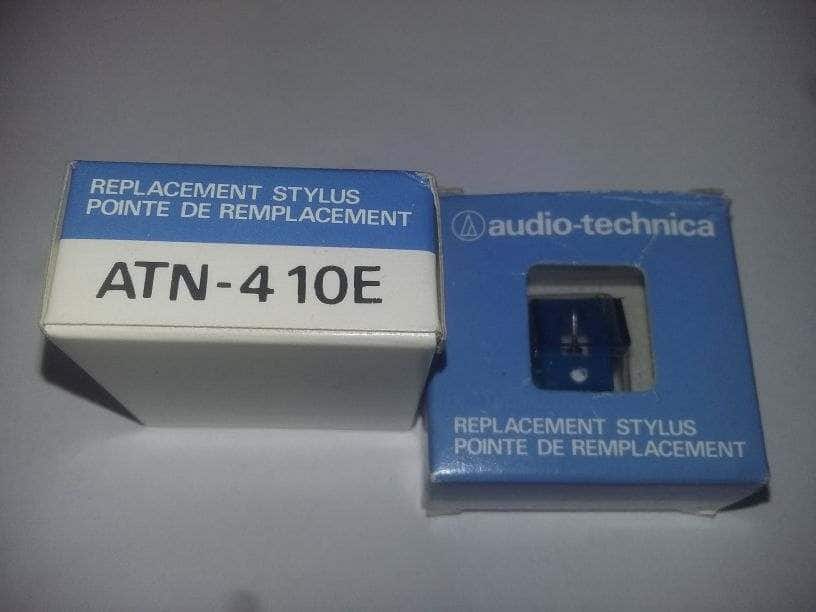 REPLACEMENT STYLUS
POINTE DE REMPLACEMENT
ATN-410E
audio-technica
REPLACEMENT STYLUS
POINTE DE REMPLACEMENT